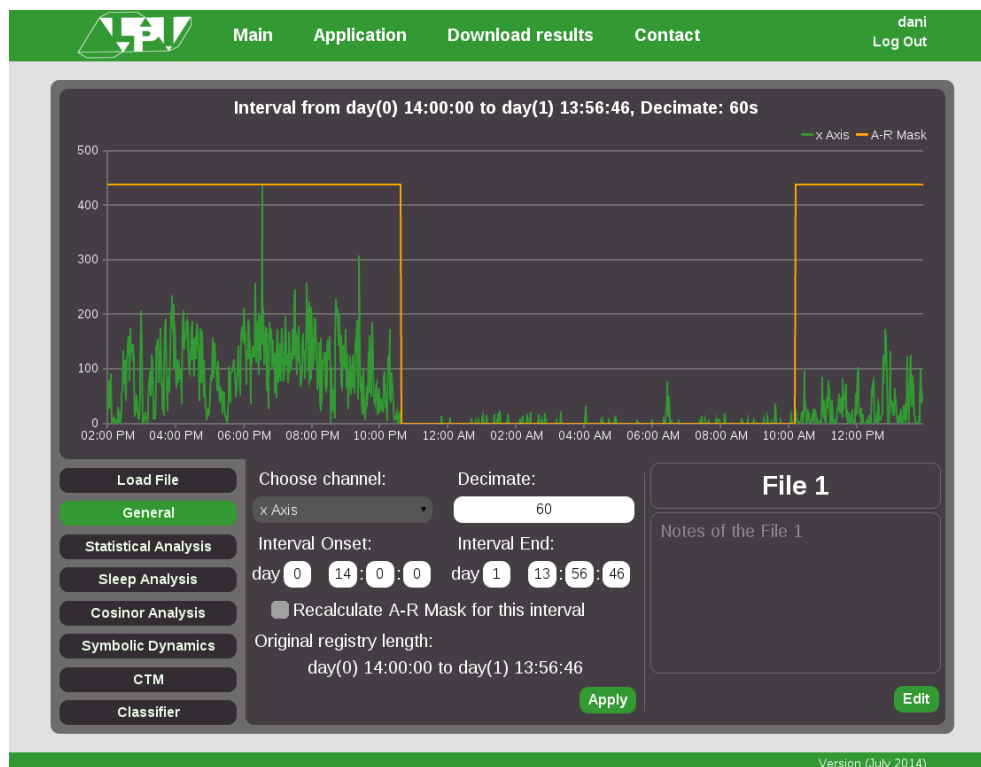 Main Application Download results Contact
dani
Log Out
Interval from day(0) 14:00:00 to day(1) 13:56:46, Decimate: 60s
x Axis A-R Mask
500
400
300
200
100
0
02:00 PM 04:00 PM 06:00 PM 08:00 PM 10:00 PM 12:00 AM 02:00 AM 04:00 AM 06:00 AM 08:00 AM 10:00 AM 12:00 PM
Load File
General
Statistical Analysis
Sleep Analysis
Cosinor Analysis
Symbolic Dynamics
CTM
Classifier
Choose channel: Decimate:
x Axis 60
Interval Onset: Interval End:
day 0 14 : 0 : 0 day 1 13 : 56 : 46
Recalculate A-R Mask for this interval
Original registry length:
day(0) 14:00:00 to day(1) 13:56:46
Apply
File 1
Notes of the File 1
Edit
Version (July 2014)